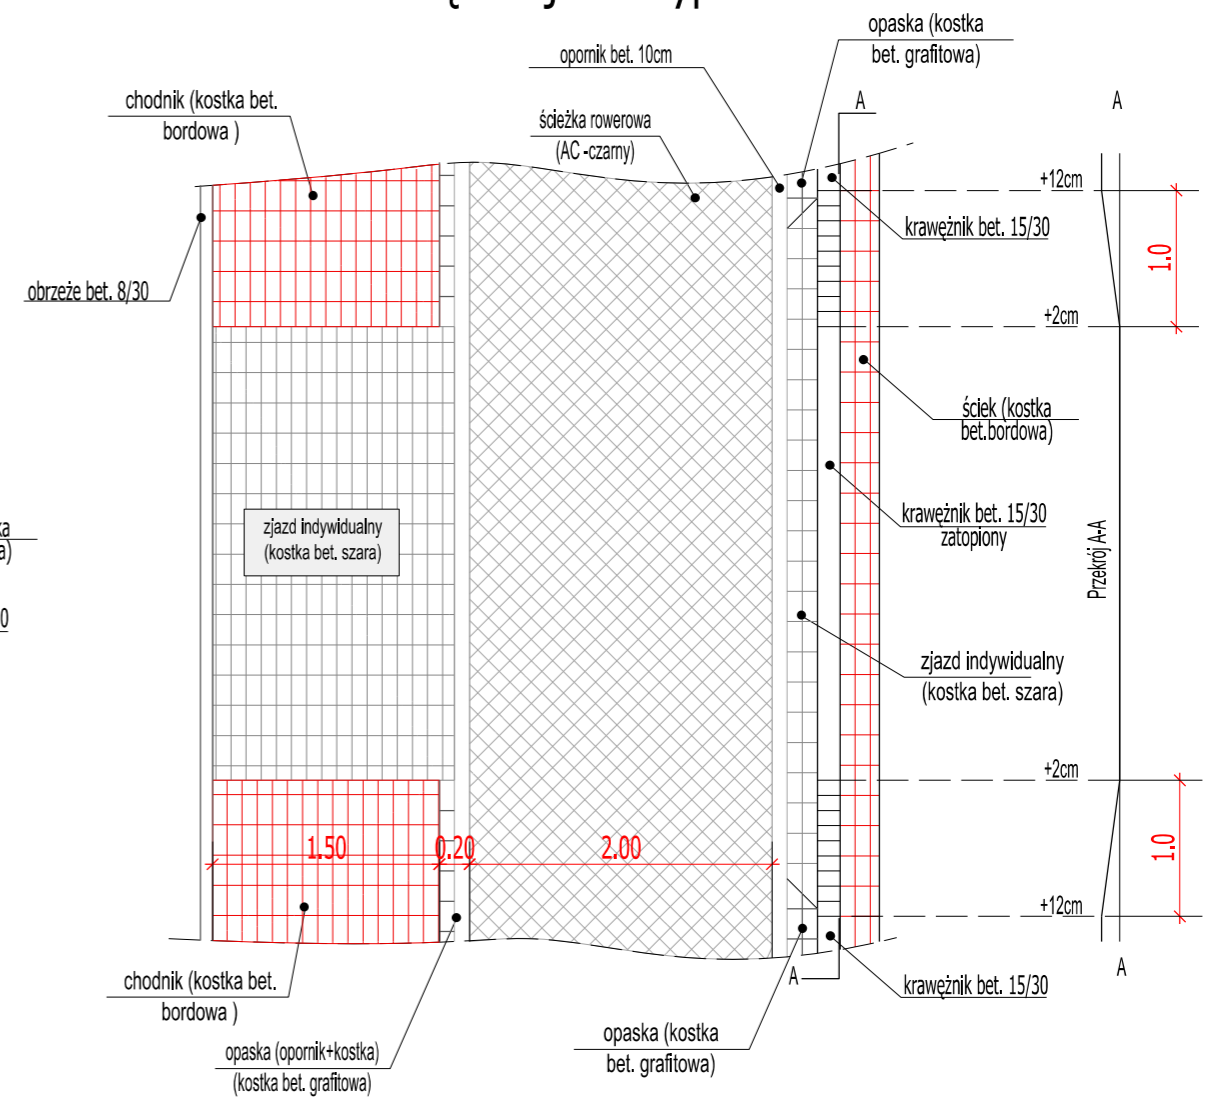 opaska (kostka
bet. grafitowa)
opornik bet. 10cm
chodnik (kostka bet.
bordowa )
ścieżka rowerowa
(AC -czarny)
A
A
+12cm
krawężnik bet. 15/30
1.0
obrzeże bet. 8/30
+2cm
ściek (kostka
bet.bordowa)
zjazd indywidualny
(kostka bet. szara)
krawężnik bet. 15/30
zatopiony
Przekrój A-A
a)
0
zjazd indywidualny
(kostka bet. szara)
+2cm
1.50
0.20
2.00
1.0
+12cm
A
A
krawężnik bet. 15/30
chodnik (kostka bet.
bordowa )
opaska (kostka
bet. grafitowa)
opaska (opornik+kostka)
(kostka bet. grafitowa)